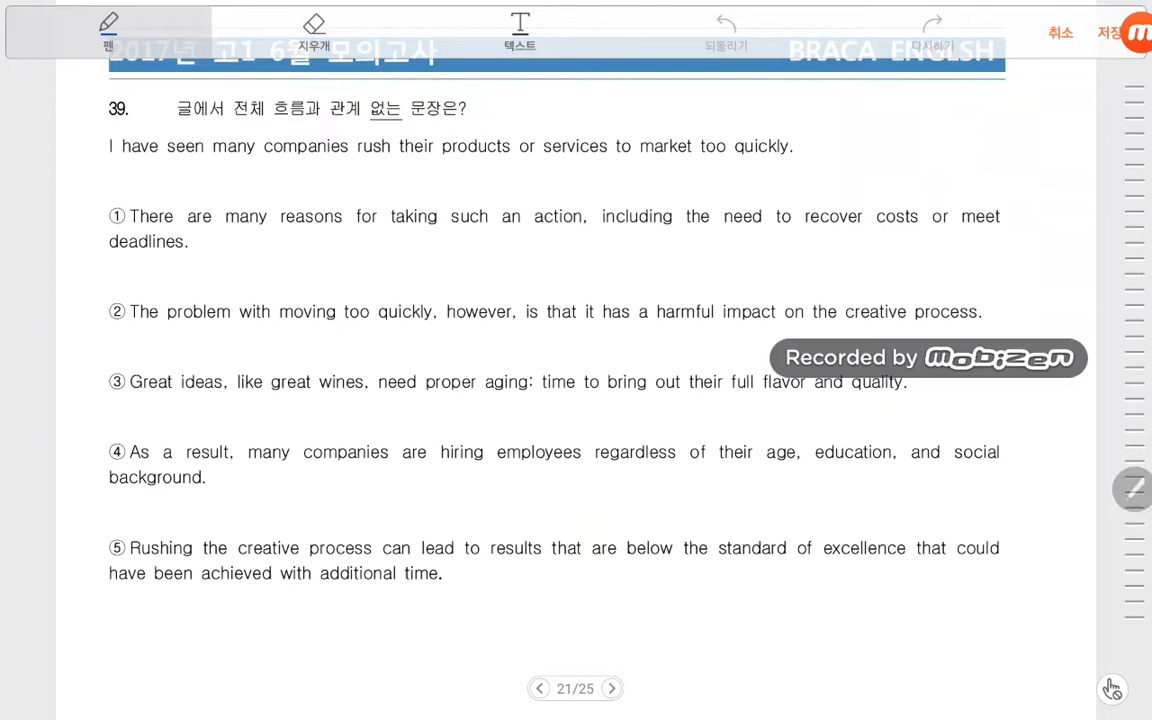 펜
지우개
텍스트
되돌리기
다시하기
취소
저장
2017년 고1 6월 모의고사
BRACA ENGLSH
39. 글에서 전체 흐름과 관계 없는 문장은?
I have seen many companies rush their products or services to market too quickly.
①There are many reasons for taking such an action, including the need to recover costs or meet
deadlines.
②The problem with moving too quickly, however, is that it has a harmful impact on the creative process.
Recorded by mobizen
③Great ideas, like great wines, need proper aging: time to bring out their full flavor and quality.
④As a result, many companies are hiring employees regardless of their age, education, and social
background.
⑤Rushing the creative process can lead to results that are below the standard of excellence that could
have been achieved with additional time.
21/25